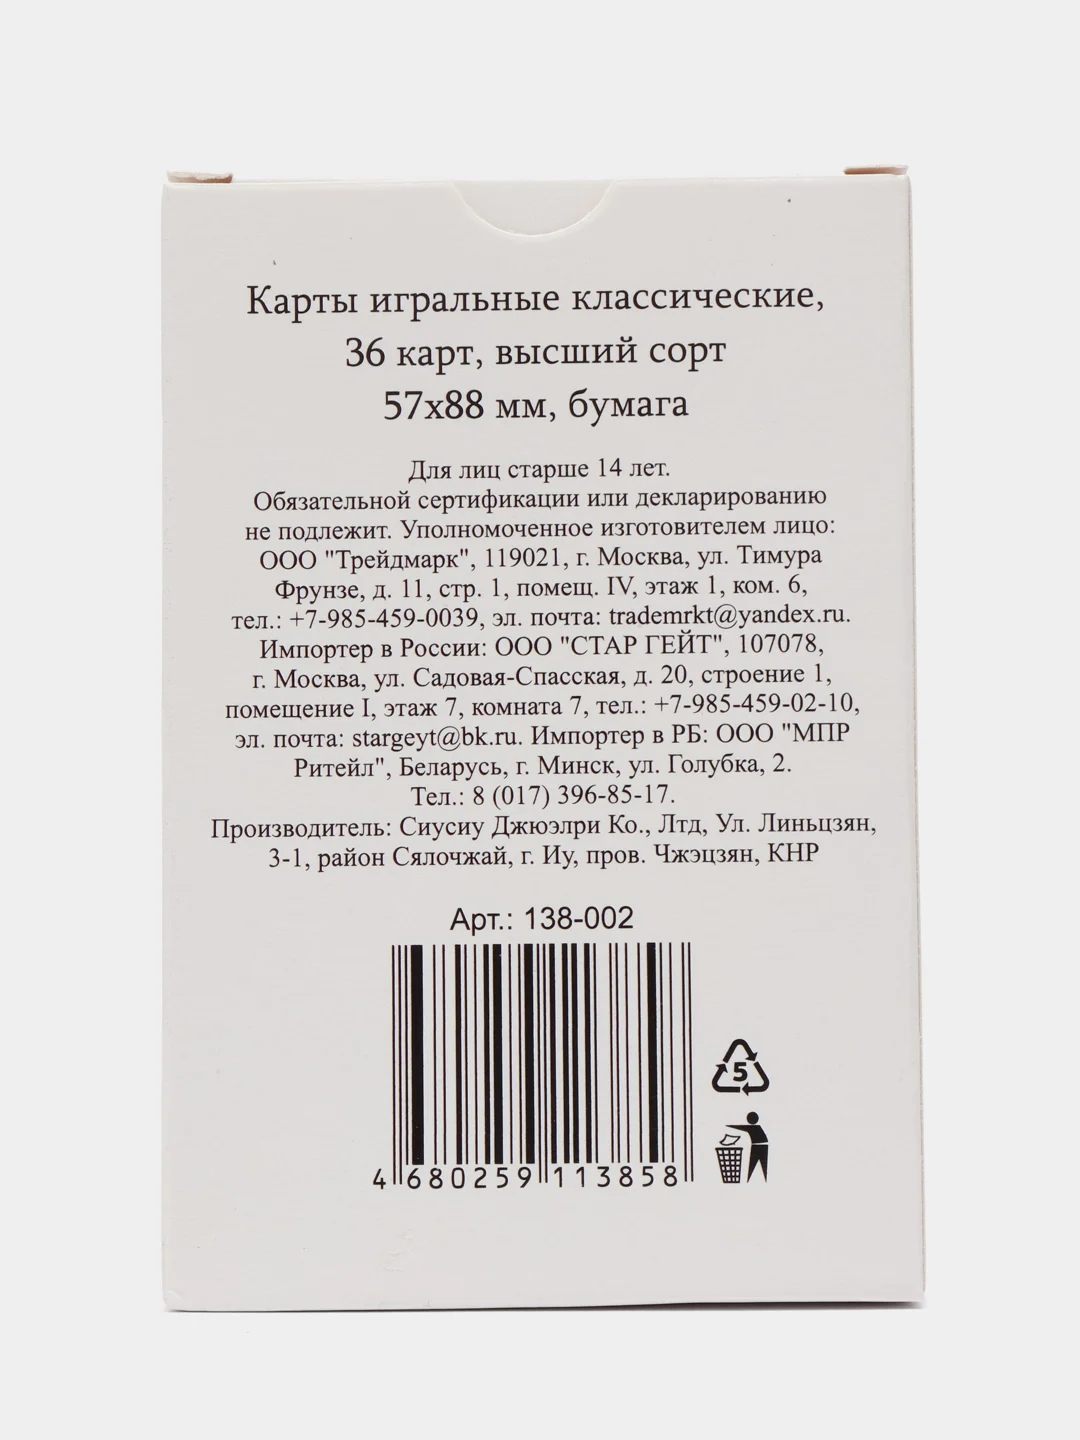 Карты игральные классические,
36 карт, высший сорт
57х88 мм, бумага
Для лиц старше 14 лет.
Обязательной сертификации или декларированию
не подлежит. Уполномоченное изготовителем лицо:
ООО "Трейдмарк", 119021, г. Москва, ул. Тимура
Фрунзе, д. 11, стр. 1, помещ. IV, этаж 1, ком. 6,
тел.: +7-985-459-0039, эл. почта: trademrkt@yandex.ru.
Импортер в России: ООО "СТАР ГЕЙТ", 107078,
г. Москва, ул. Садовая-Спасская, д. 20, строение 1,
помещение I, этаж 7, комната 7, тел.: +7-985-459-02-10,
эл. почта: stargeyt@bk.ru. Импортер в РБ: ООО "МПР
Ритейл", Беларусь, г. Минск, ул. Голубка, 2.
Тел.: 8 (017) 396-85-17.
Производитель: Сиусиу Джюэлри Ко., Лтд, Ул. Линьцзян,
3-1, район Сялочжай, г. Иу, пров. Чжэцзян, КНР
Арт.: 138-002
5
4 680259 113858